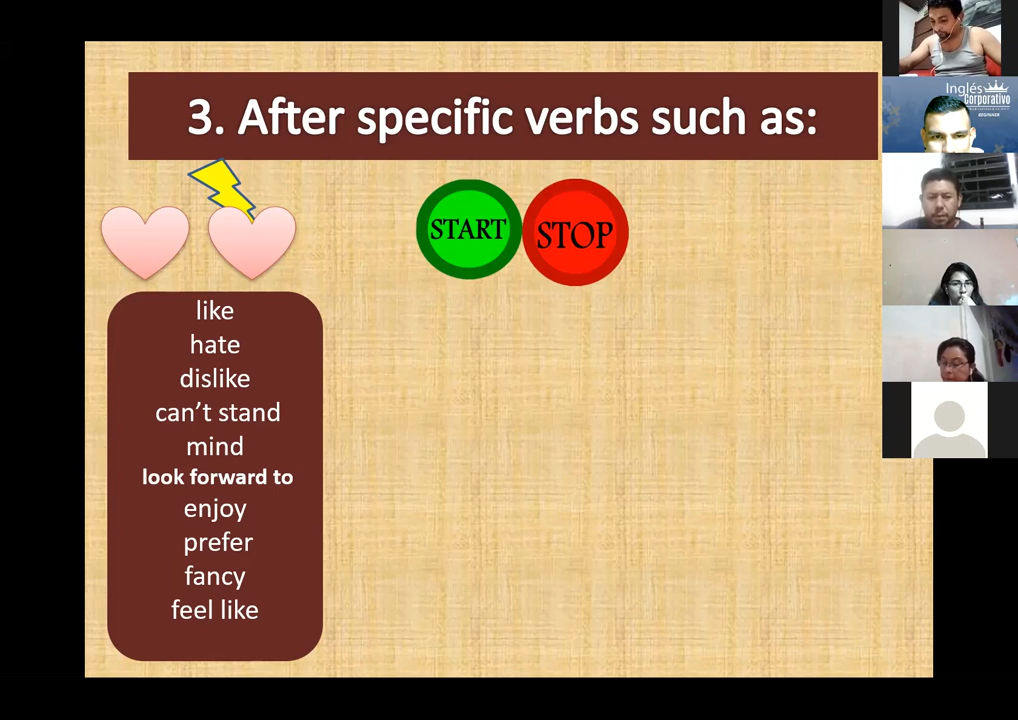 3. After specific verbs such as:
START
STOP
like
hate
dislike
can't stand
mind
look forward to
enjoy
prefer
fancy
feel like
Inglés
Corporativo
BEGINNER